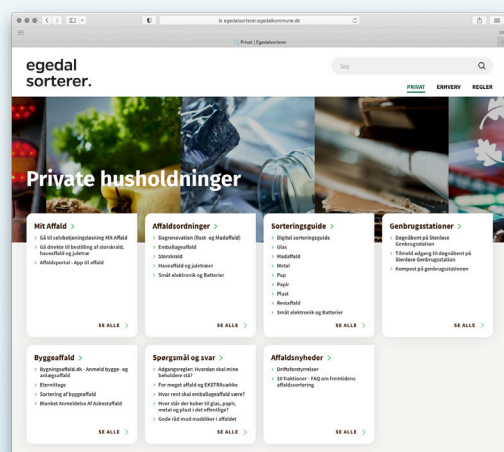 egedalsorterer.egedalkommune.dk
Privat | Egedalsorterer
egedal
sorterer.
Søg
PRIVAT ERHVERV REGLER
Private husholdninger
Mit Affald >
> Gå til selvbetjeningsløsning Mit Affald
> Gå direkte til bestilling af storskrald,
haveaffald og juletræ
> Affaldsportal - App til affald
SE ALLE >
Affaldsordninger >
> Dagrenovation (Rest- og Madaffald)
> Emballageaffald
> Storskrald
> Haveaffald og juletræer
> Småt elektronik og Batterier
SE ALLE >
Sorteringsguide >
> Digital sorteringsguide
> Glas
> Madaffald
> Metal
> Pap
> Papir
> Plast
> Restaffald
> Småt elektronik og Batterier
SE ALLE >
Genbrugsstationer >
> Døgnåbent på Stenløse
Genbrugsstation
> Tilmeld adgang til døgnåbent på
Stenløse Genbrugsstation
> Kompost på genbrugsstationen
SE ALLE >
Byggeaffald >
> Bygningsaffald.dk - Anmeld bygge- og
anlægsaffald
> Eternittage
> Sortering af byggeaffald
> Blanket Anmeldelse Af Asbestaffald
SE ALLE >
Spørgsmål og svar >
> Adgangsregler: Hvordan skal mine
beholdere stå?
> For meget affald og EKSTRAsække
> Hvor rent skal emballageaffald være?
> Hver står der kuber til glas, papir,
metal og plast i det offentlige?
> Gode råd mod maddiker i affaldet
SE ALLE >
Affaldsnyheder >
> Driftsforstyrrelser
> 10 fraktioner - FAQ om fremtidens
affaldssortering
SE ALLE >